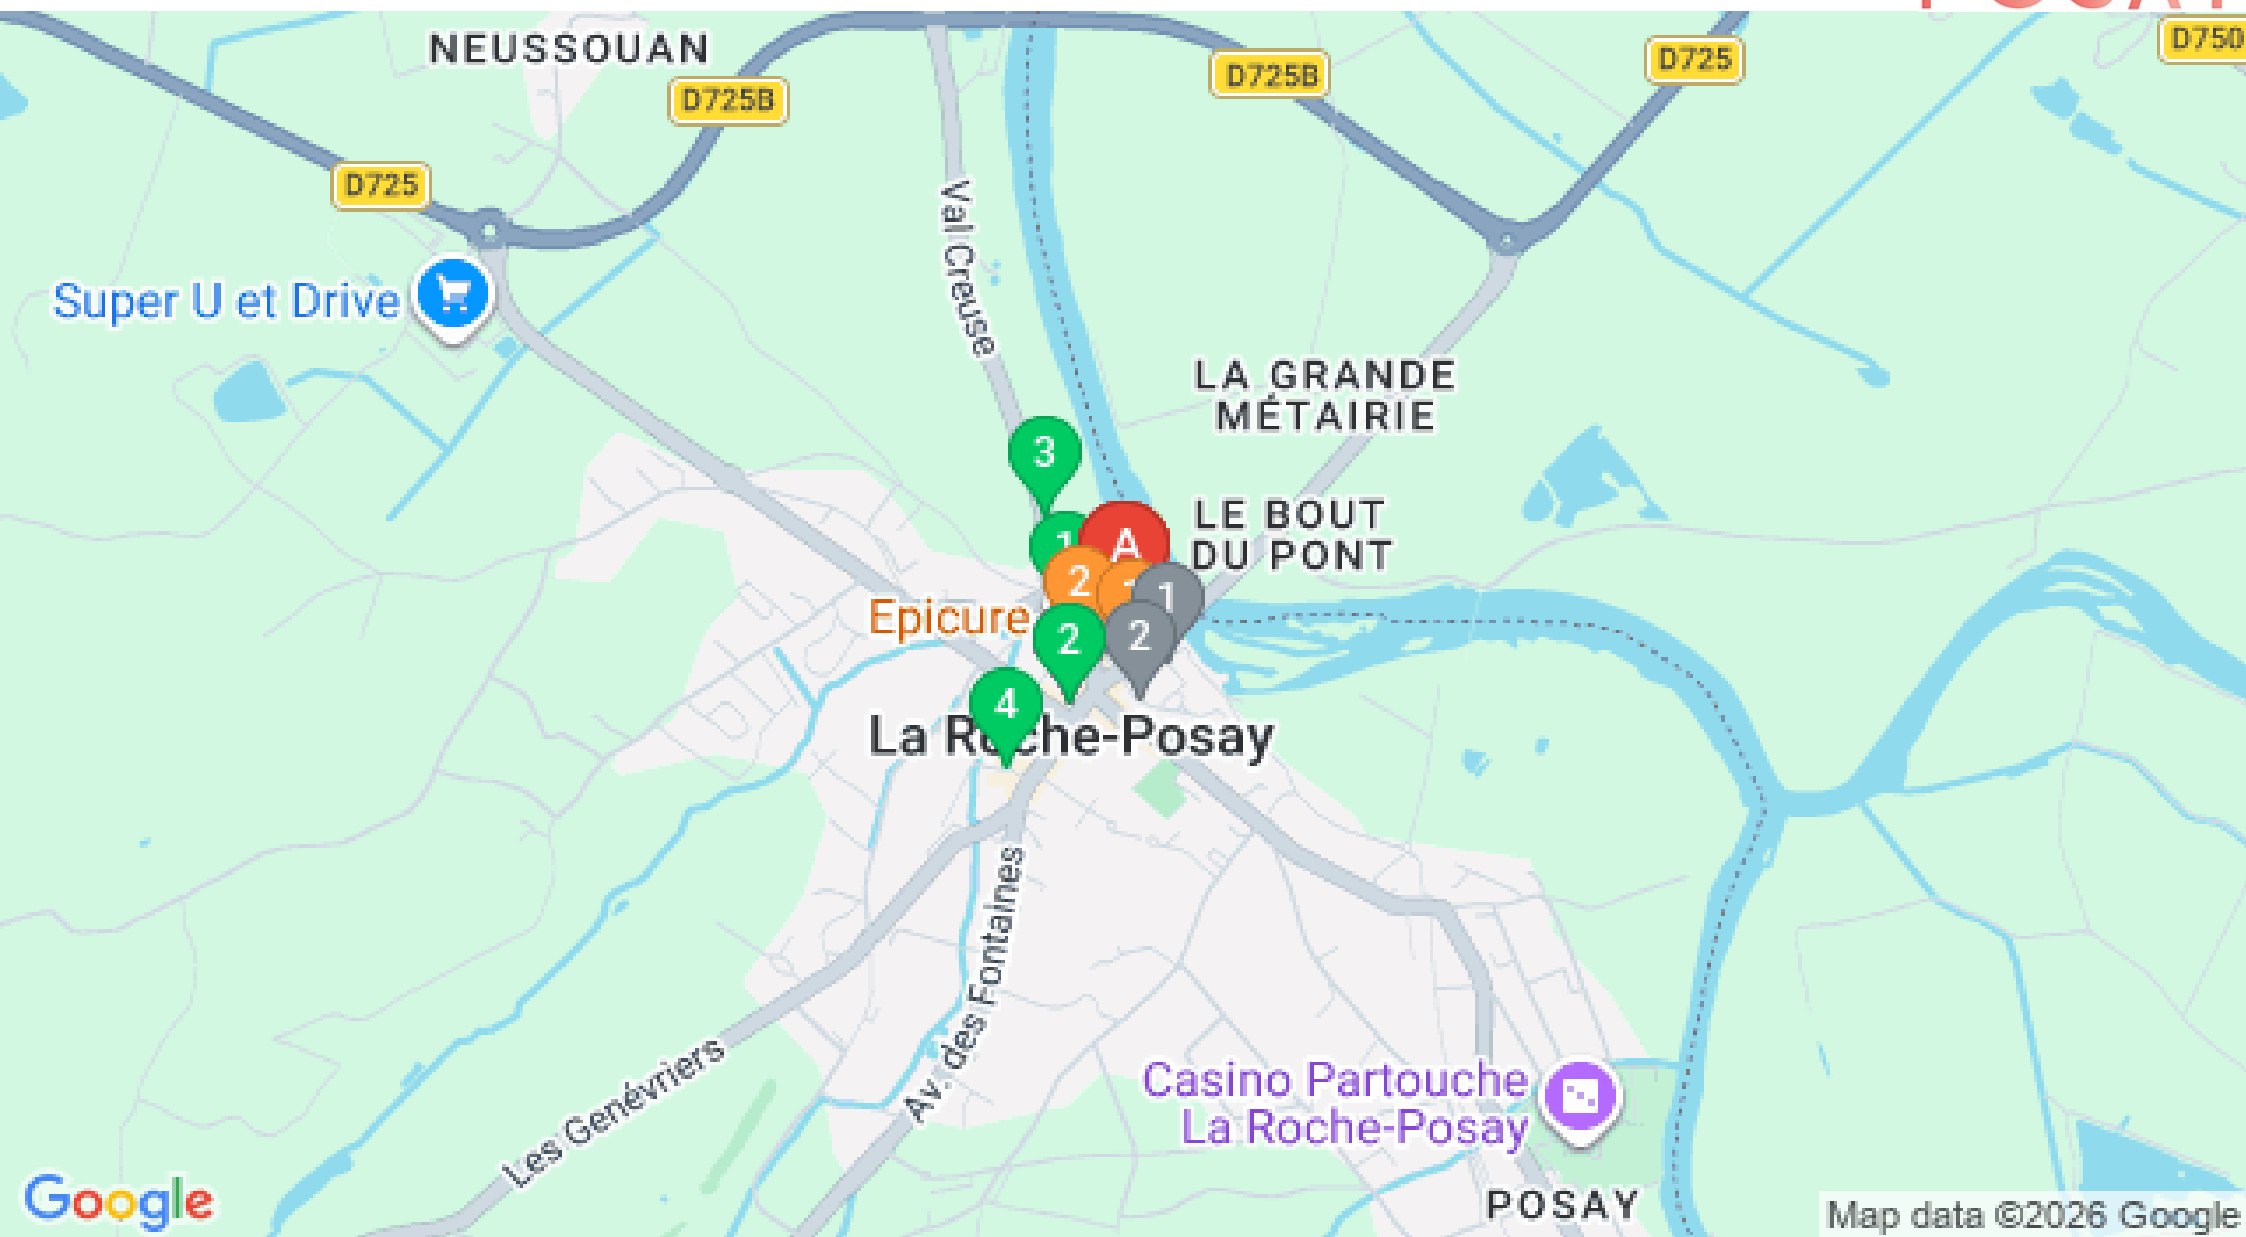 NEUSSOUAN
D725B
D725B
D725
D750
D725
Val Creuse
Super U et Drive
LA GRANDE
MÉTAIRIE
3
LE BOUT
DU PONT
1
A
2
1
1
Epicure
2
2
4
La Roche-Posay
Av. des Fontaines
Les Genévriers
Casino Partouche
La Roche-Posay
POSAY
Google
Map data ©2026 Google